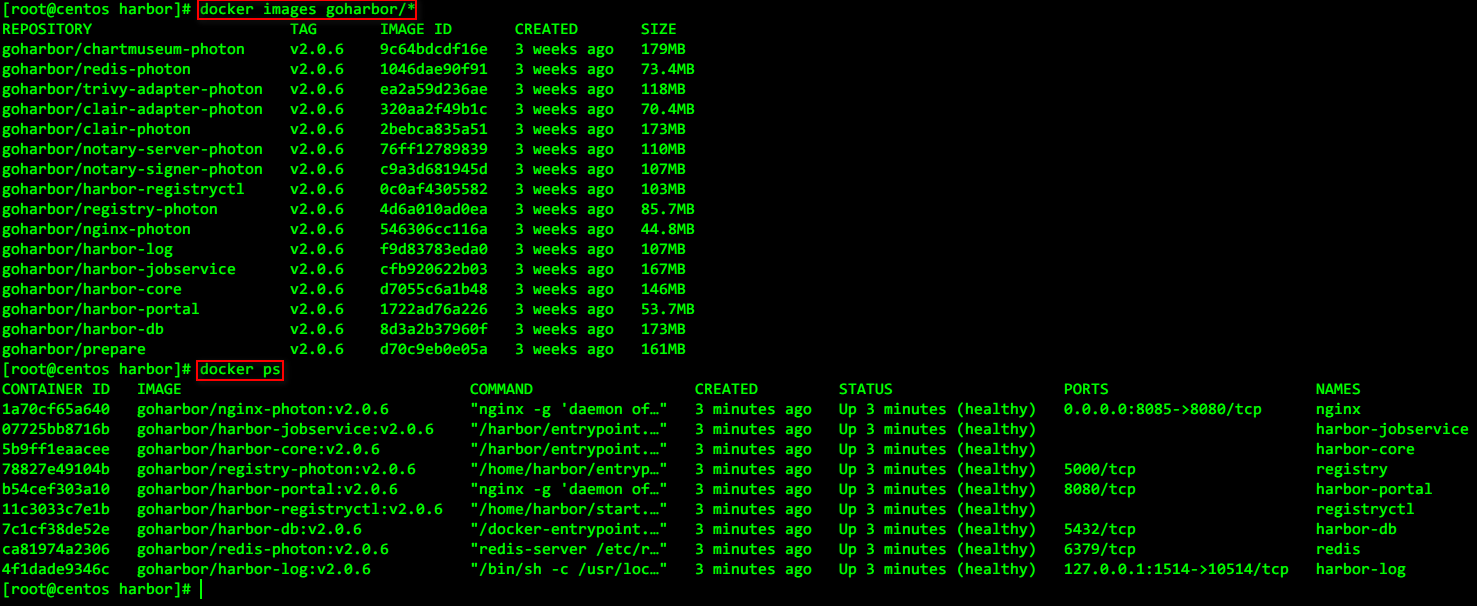 [root@centos harbor]# docker images goharbor/*
REPOSITORY TAG IMAGE ID CREATED SIZE
goharbor/chartmuseum-photon v2.0.6 9c64bdcdf16e 3 weeks ago 179MB
goharbor/redis-photon v2.0.6 1046dae90f91 3 weeks ago 73.4MB
goharbor/trivy-adapter-photon v2.0.6 ea2a59d236ae 3 weeks ago 118MB
goharbor/clair-adapter-photon v2.0.6 320aa2f49b1c 3 weeks ago 70.4MB
goharbor/clair-photon v2.0.6 2bebca835a51 3 weeks ago 173MB
goharbor/notary-server-photon v2.0.6 76ff12789839 3 weeks ago 110MB
goharbor/notary-signer-photon v2.0.6 c9a3d681945d 3 weeks ago 107MB
goharbor/harbor-registryctl v2.0.6 0c0af4305582 3 weeks ago 103MB
goharbor/registry-photon v2.0.6 4d6a010ad0ea 3 weeks ago 85.7MB
goharbor/nginx-photon v2.0.6 546306cc116a 3 weeks ago 44.8MB
goharbor/harbor-log v2.0.6 f9d83783eda0 3 weeks ago 107MB
goharbor/harbor-jobservice v2.0.6 cfb920622b03 3 weeks ago 167MB
goharbor/harbor-core v2.0.6 d7055c6a1b48 3 weeks ago 146MB
goharbor/harbor-portal v2.0.6 1722ad76a226 3 weeks ago 53.7MB
goharbor/harbor-db v2.0.6 8d3a2b37960f 3 weeks ago 173MB
goharbor/prepare v2.0.6 d70c9eb0e05a 3 weeks ago 161MB
[root@centos harbor]# docker ps
CONTAINER ID IMAGE COMMAND CREATED STATUS PORTS NAMES
1a70cf65a640 goharbor/nginx-photon:v2.0.6 "nginx -g 'daemon of…" 3 minutes ago Up 3 minutes (healthy) 0.0.0.0:8085->8080/tcp nginx
07725bb8716b goharbor/harbor-jobservice:v2.0.6 "/harbor/entrypoint.…" 3 minutes ago Up 3 minutes (healthy) harbor-jobservice
5b9ff1eaacee goharbor/harbor-core:v2.0.6 "/harbor/entrypoint.…" 3 minutes ago Up 3 minutes (healthy) harbor-core
78827e49104b goharbor/registry-photon:v2.0.6 "/home/harbor/entryp…" 3 minutes ago Up 3 minutes (healthy) 5000/tcp registry
b54cef303a10 goharbor/harbor-portal:v2.0.6 "nginx -g 'daemon of…" 3 minutes ago Up 3 minutes (healthy) 8080/tcp harbor-portal
11c3033c7e1b goharbor/harbor-registryctl:v2.0.6 "/home/harbor/start.…" 3 minutes ago Up 3 minutes (healthy) registryctl
7c1cf38de52e goharbor/harbor-db:v2.0.6 "/docker-entrypoint.…" 3 minutes ago Up 3 minutes (healthy) 5432/tcp harbor-db
ca81974a2306 goharbor/redis-photon:v2.0.6 "redis-server /etc/r…" 3 minutes ago Up 3 minutes (healthy) 6379/tcp redis
4f1dade9346c goharbor/harbor-log:v2.0.6 "/bin/sh -c /usr/loc…" 3 minutes ago Up 3 minutes (healthy) 127.0.0.1:1514->10514/tcp harbor-log
[root@centos harbor]#